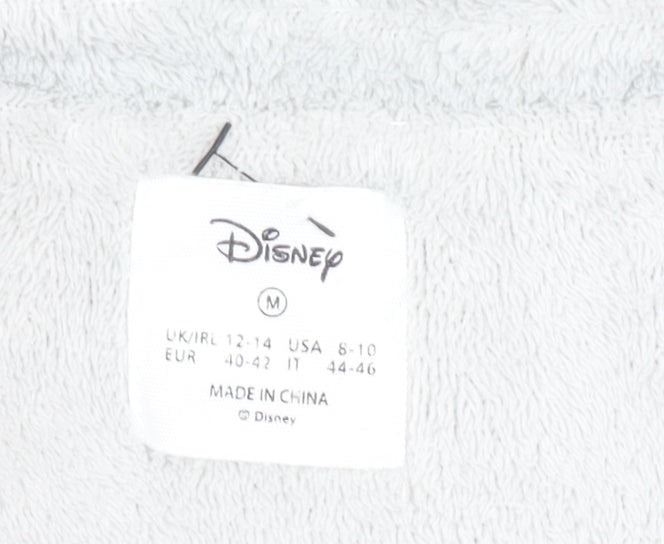 Disney
M
UK/IRL 12-14 USA 8-10
EUR 40-42 IT 44-46
MADE IN CHINA
© Disney